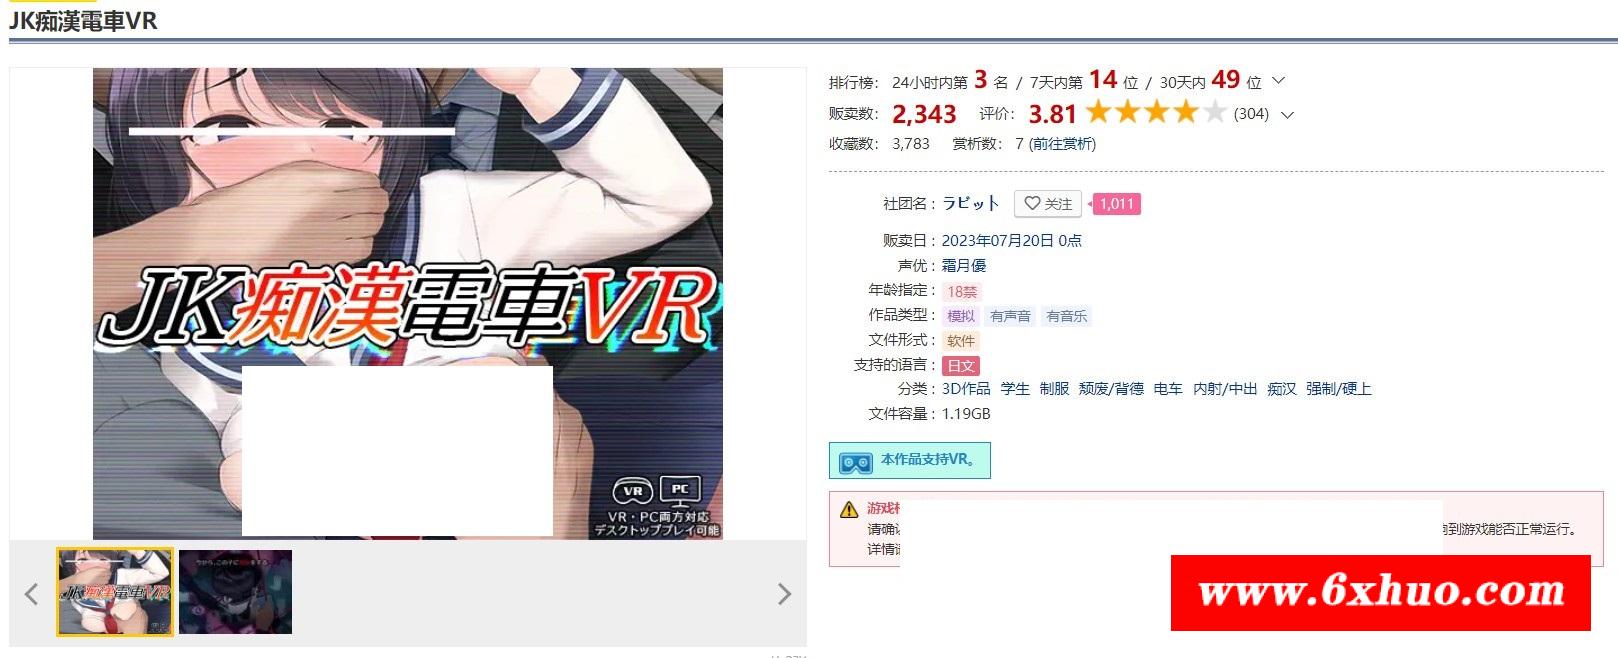 JK痴漢電車VR
JK痴漢電車VR
VR PC
VR・PC両方対応
デスクトッププレイ可能
JK痴漢電車VR
排行榜： 24小时内第 3 名 / 7天内第 14 位 / 30天内 49 位
贩卖数： 2,343 评价： 3.81 (304)
收藏数： 3,783 赏析数： 7 (前往赏析)
社团名： ラビット 关注 1,011
贩卖日： 2023年07月20日 0点
声优： 霜月優
年龄指定： 18禁
作品类型： 模拟 有声音 有音乐
文件形式： 软件
支持的语言： 日文
分类： 3D作品 学生 制服 颓废/背德 电车 内射/中出 痴汉 强制/硬上
文件容量： 1.19GB
本作品支持VR。
游戏
请确 到游戏能否正常运行。
详情
www.6xhuo.com